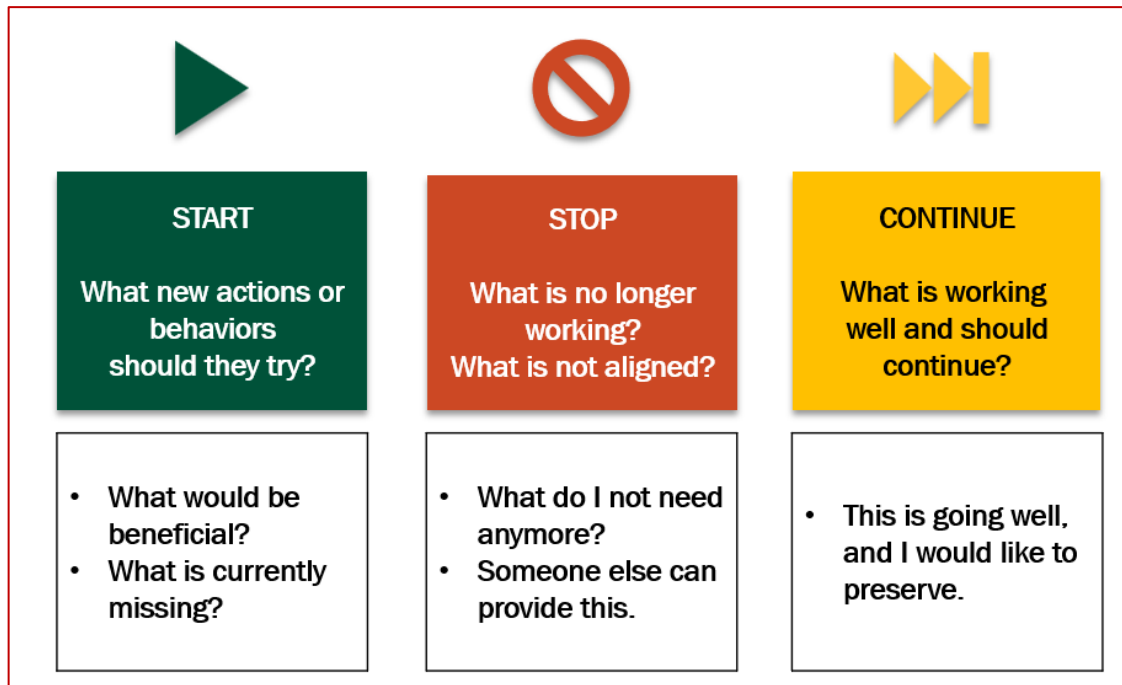 START
What new actions or
behaviors
should they try?
STOP
What is no longer
working?
What is not aligned?
CONTINUE
What is working
well and should
continue?
• What would be
beneficial?
• What is currently
missing?
• What do I not need
anymore?
• Someone else can
provide this.
• This is going well,
and I would like to
preserve.